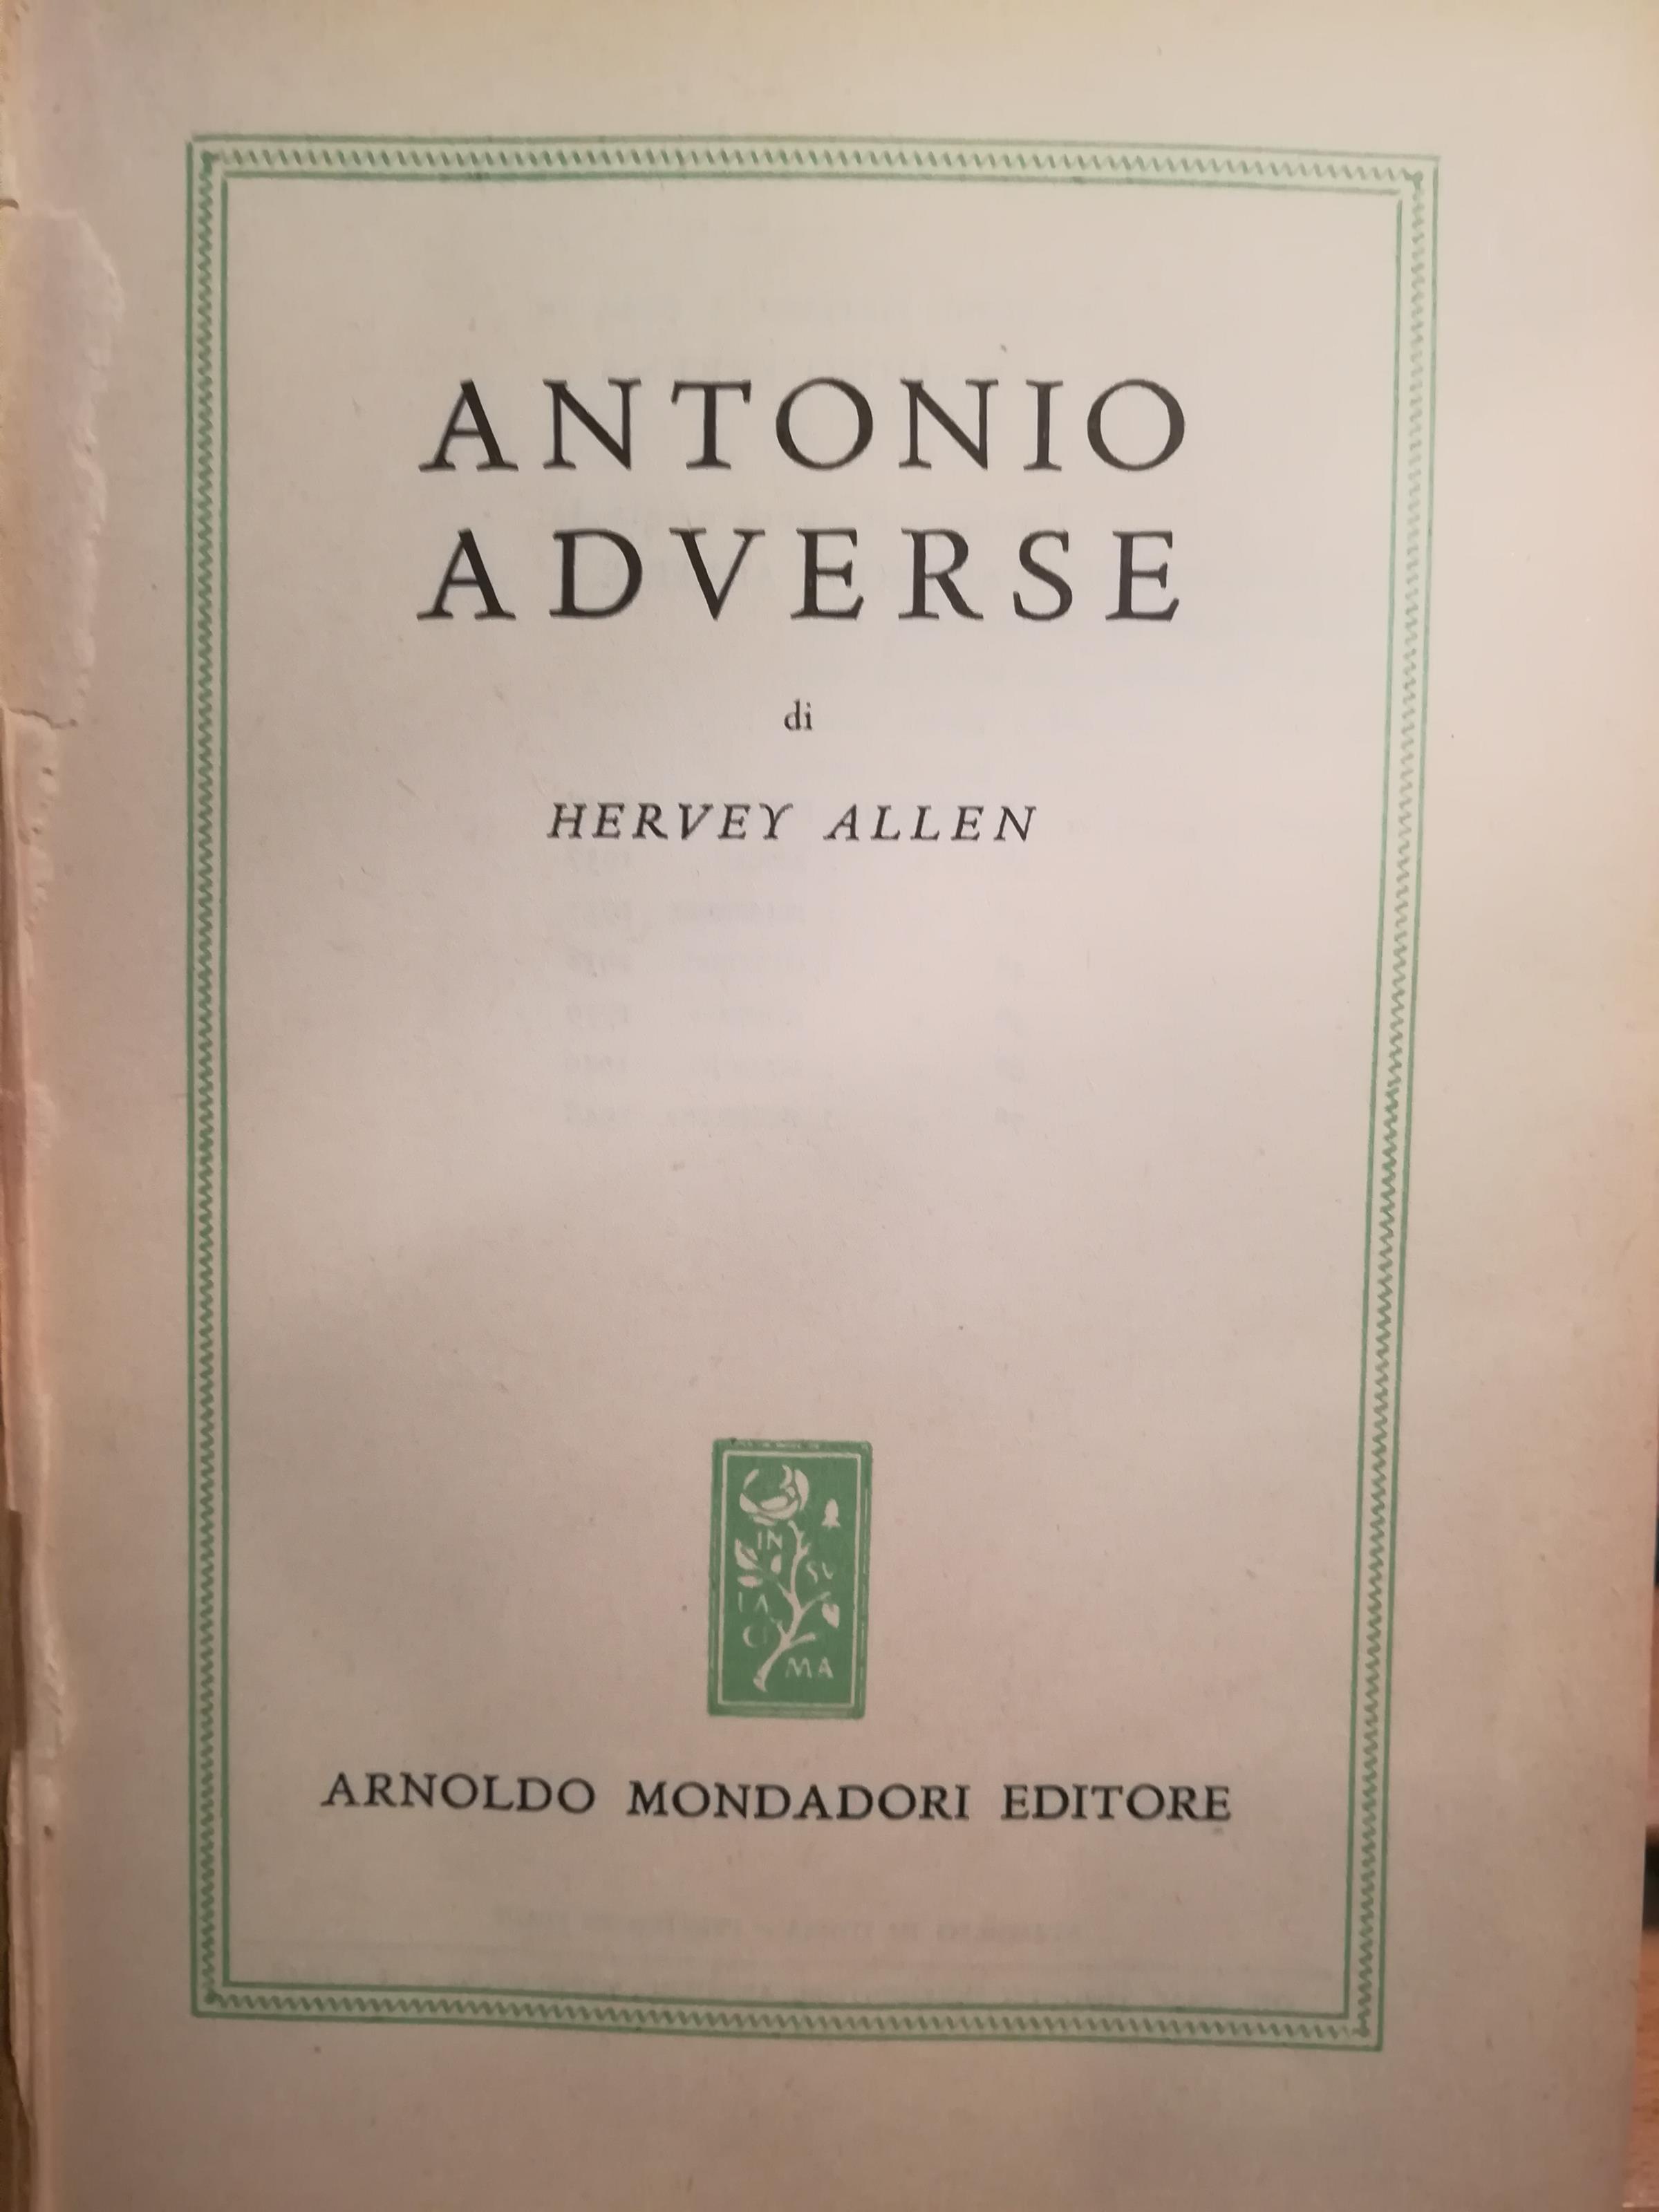 ANTONIO
ADVERSE
di
HERVEY ALLEN
IN
SU
LA
CI
MA
ARNOLDO MONDADORI EDITORE